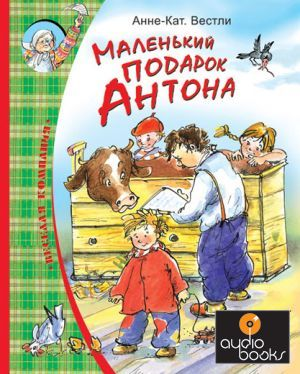 Анне-Кат. Вестли
Маленький
подарок
Антона
«ВЕСЕЛАЯ КОМПАНИЯ»
audio
books